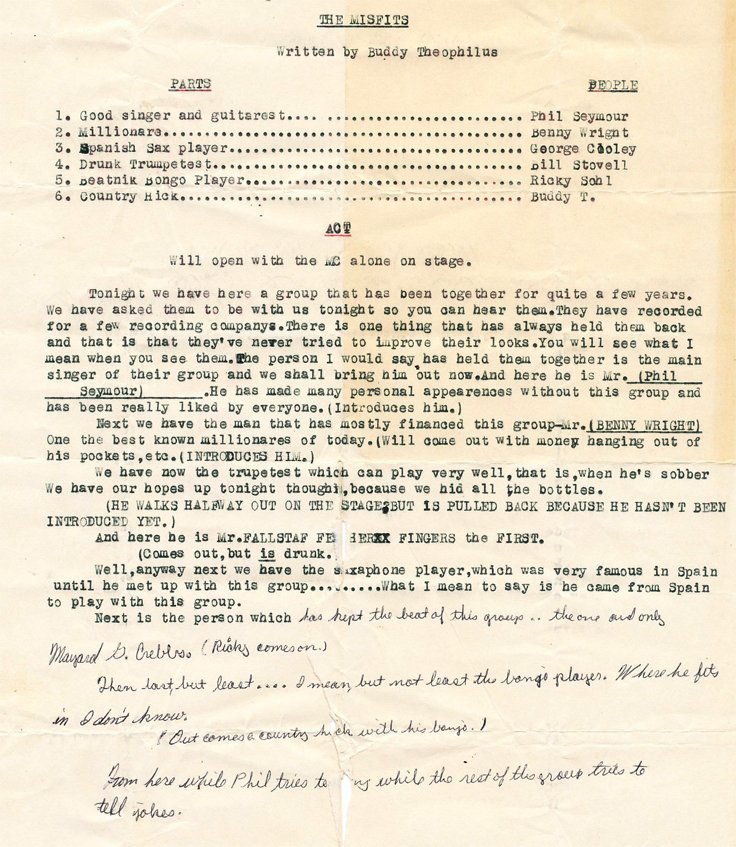 THE MISFITS
Written by Buddy Theophilus
PARTS PEOPLE
1. Good singer and guitarest.... .......................... Phil Seymour
2. Millionare................................................ Benny Wright
3. Spanish Sax player....................................... George Cooley
4. Drunk Trumpetest......................................... Bill Stovell
5. Beatnik Bongo Player..................................... Ricky Sohl
6. Country Hick............................................. Buddy T.
ACT
Will open with the MC alone on stage.
Tonight we have here a group that has been together for quite a few years.
We have asked them to be with us tonight so you can hear them.They have recorded
for a few recording companys.There is one thing that has always held them back
and that is that they've never tried to improve their looks.You will see what I
mean when you see them.The person I would say has held them together is the main
singer of their group and we shall bring him out now.And here he is Mr. (Phil
Seymour) .He has made many personal appearences without this group and
has been really liked by everyone.(Introduces him.)
Next we have the man that has mostly financed this group-Mr.(BENNY WRIGHT)
One the best known millionares of today.(Will come out with money hanging out of
his pockets,etc.(INTRODUCES HIM.)
We have now the trupetest which can play very well,that is,when he's sobber
We have our hopes up tonight though,because we hid all the bottles.
(HE WALKS HALFWAY OUT ON THE STAGE,BUT IS PULLED BACK BECAUSE HE HASN'T BEEN
INTRODUCED YET.)
And here he is Mr.FALLSTAF FE HERXX FINGERS the FIRST.
(Comes out,but is drunk.
Well,anyway next we have the saxaphone player,which was very famous in Spain
until he met up with this group.........What I mean to say is he came from Spain
to play with this group.
Next is the person which has kept the beat of this group .. the one and only
Maynard G. (Ricky comes on.)
Then last, but least.... I mean, but not least the banjo player. Where he fits
in I don't know.
(Out comes a country hick with his banjo.)
From here while Phil tries to ng while the rest of the group tries to
tell jokes.